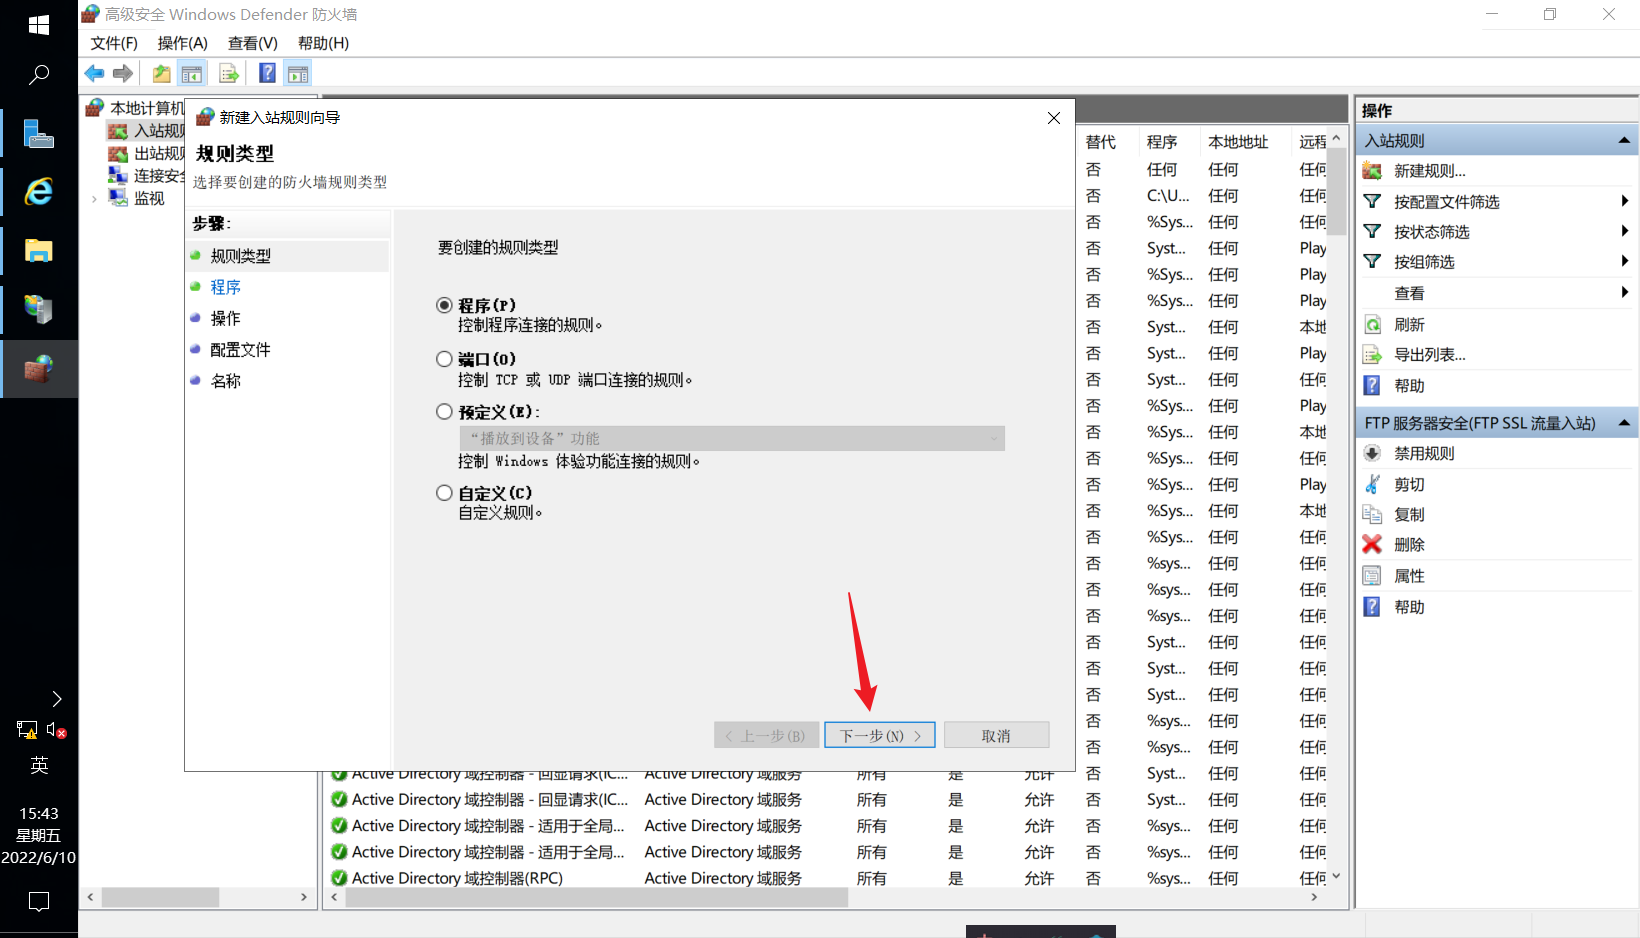 高级安全 Windows Defender 防火墙
文件(F) 操作(A) 查看(V) 帮助(H)
本地计算机
入站规则
出站规则
连接安全
监视
新建入站规则向导
规则类型
选择要创建的防火墙规则类型
步骤:
规则类型
程序
操作
配置文件
名称
要创建的规则类型
程序(P)
控制程序连接的规则。
端口(O)
控制 TCP 或 UDP 端口连接的规则。
预定义(E):
“播放到设备”功能
控制 Windows 体验功能连接的规则。
自定义(C)
自定义规则。
< 上一步(B) 下一步(N) > 取消
替代 程序 本地地址 远程
否 任何 任何 任何
否 C:\U... 任何 任何
否 %Sys... 任何 任何
否 Syst... 任何 Play
否 %Sys... 任何 Play
否 %Sys... 任何 Play
否 Syst... 任何 本地
否 Syst... 任何 Play
否 Syst... 任何 任何
否 %Sys... 任何 Play
否 %Sys... 任何 本地
否 %Sys... 任何 任何
否 %Sys... 任何 Play
否 %Sys... 任何 本地
否 %Sys... 任何 任何
否 %sys... 任何 任何
否 %sys... 任何 任何
否 %sys... 任何 任何
否 Syst... 任何 任何
否 Syst... 任何 任何
否 Syst... 任何 任何
否 %sys... 任何 任何
否 %sys... 任何 任何
Active Directory 域控制器 - 回显请求(IC... Active Directory 域服务 所有 是 允许 否 Syst... 任何 任何
Active Directory 域控制器 - 回显请求(IC... Active Directory 域服务 所有 是 允许 否 Syst... 任何 任何
Active Directory 域控制器 - 适用于全局... Active Directory 域服务 所有 是 允许 否 %sys... 任何 任何
Active Directory 域控制器 - 适用于全局... Active Directory 域服务 所有 是 允许 否 %sys... 任何 任何
Active Directory 域控制器(RPC) Active Directory 域服务 所有 是 允许 否 %sys... 任何 任何
操作
入站规则
新建规则...
按配置文件筛选
按状态筛选
按组筛选
查看
刷新
导出列表...
帮助
FTP 服务器安全(FTP SSL 流量入站)
禁用规则
剪切
复制
删除
属性
帮助
英
15:43
星期五
2022/6/10